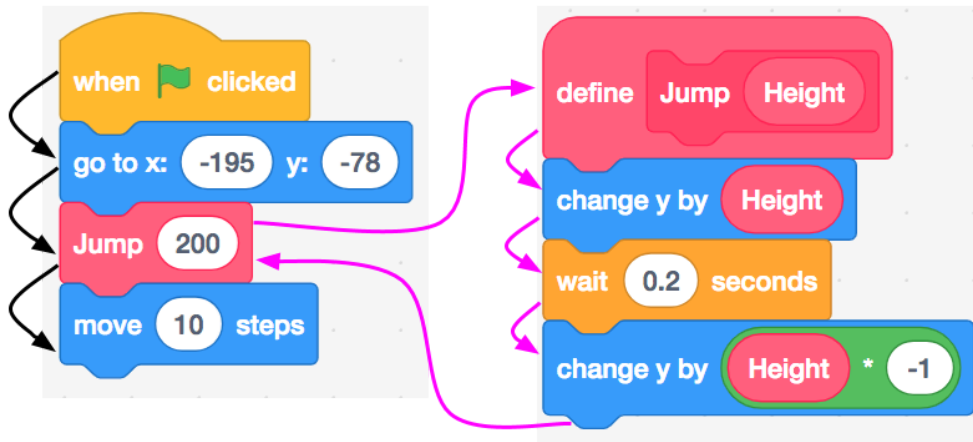 when clicked
go to x: -195 y: -78
Jump 200
move 10 steps
define Jump Height
change y by Height
wait 0.2 seconds
change y by Height * -1